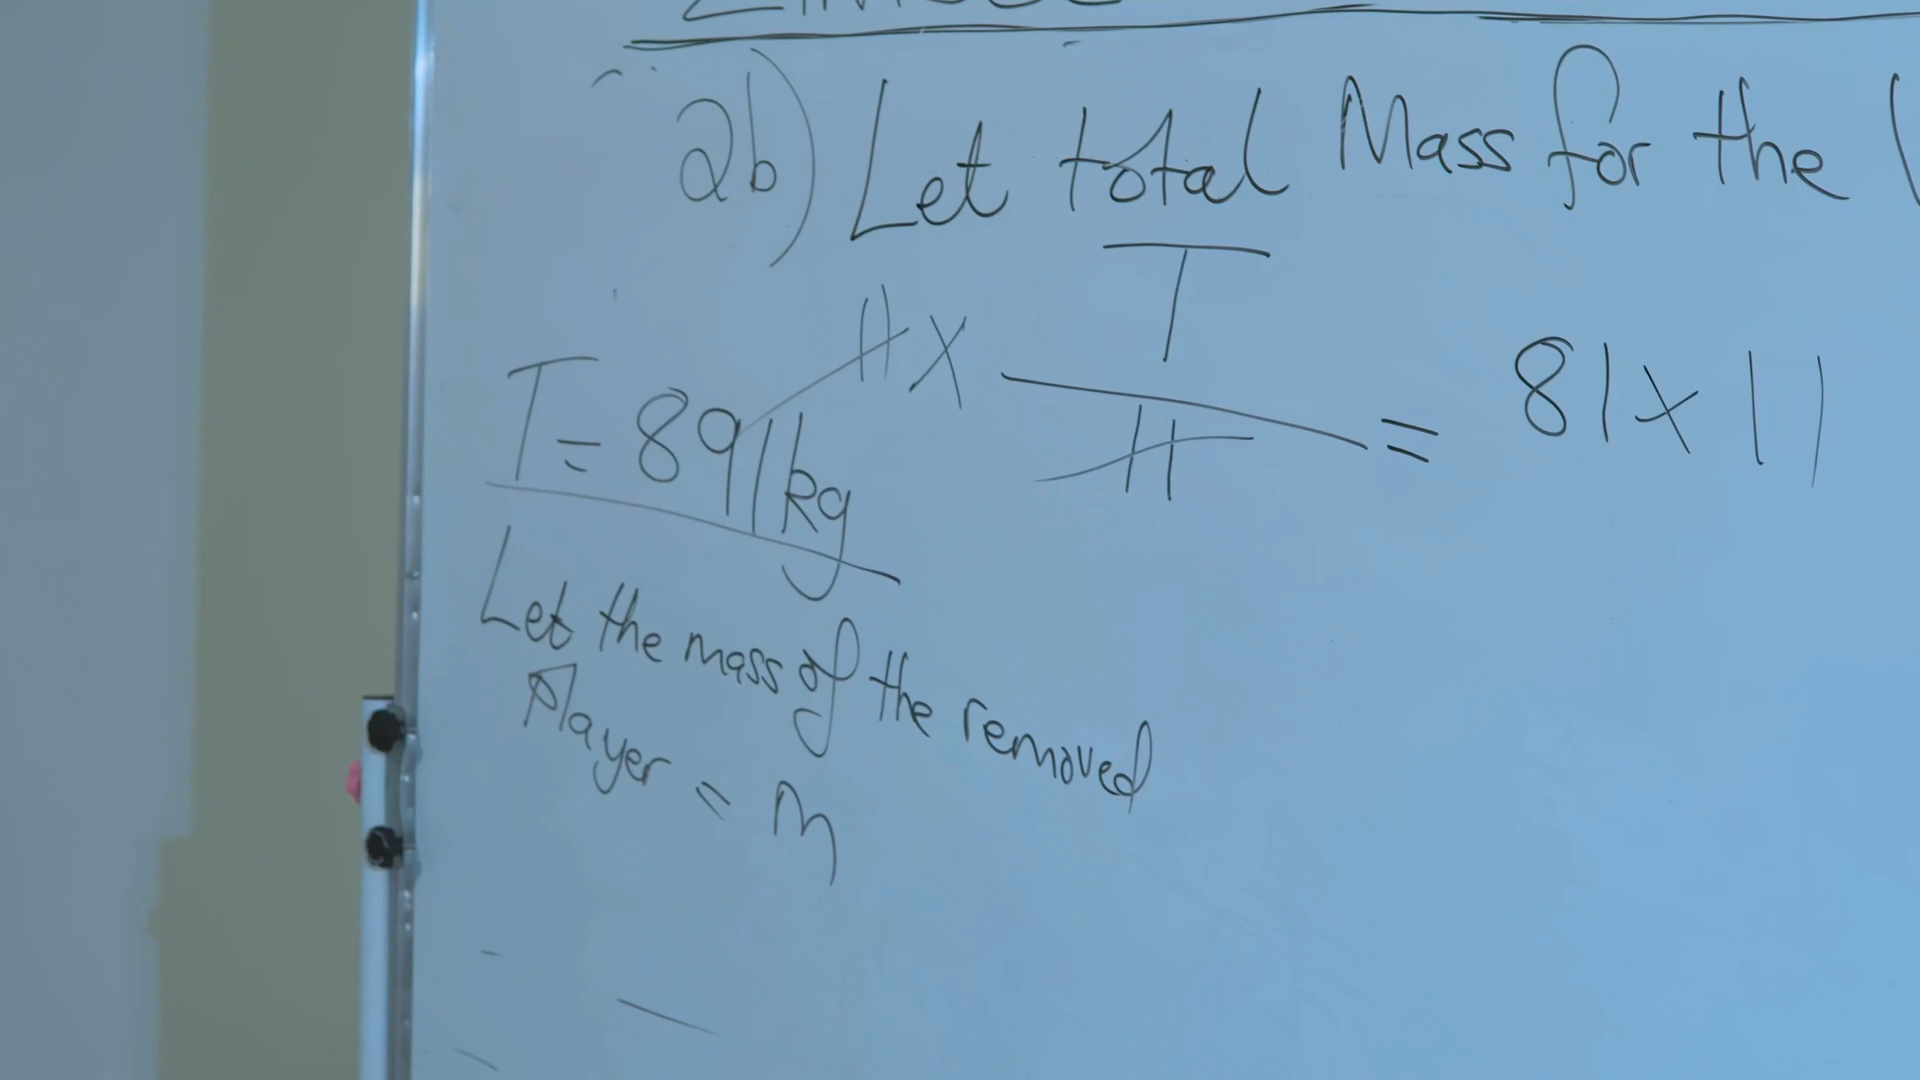 2b) Let total Mass for the
11 x T / 11 = 81 x 11
T = 891kg
Let the mass of the removed
Player = m